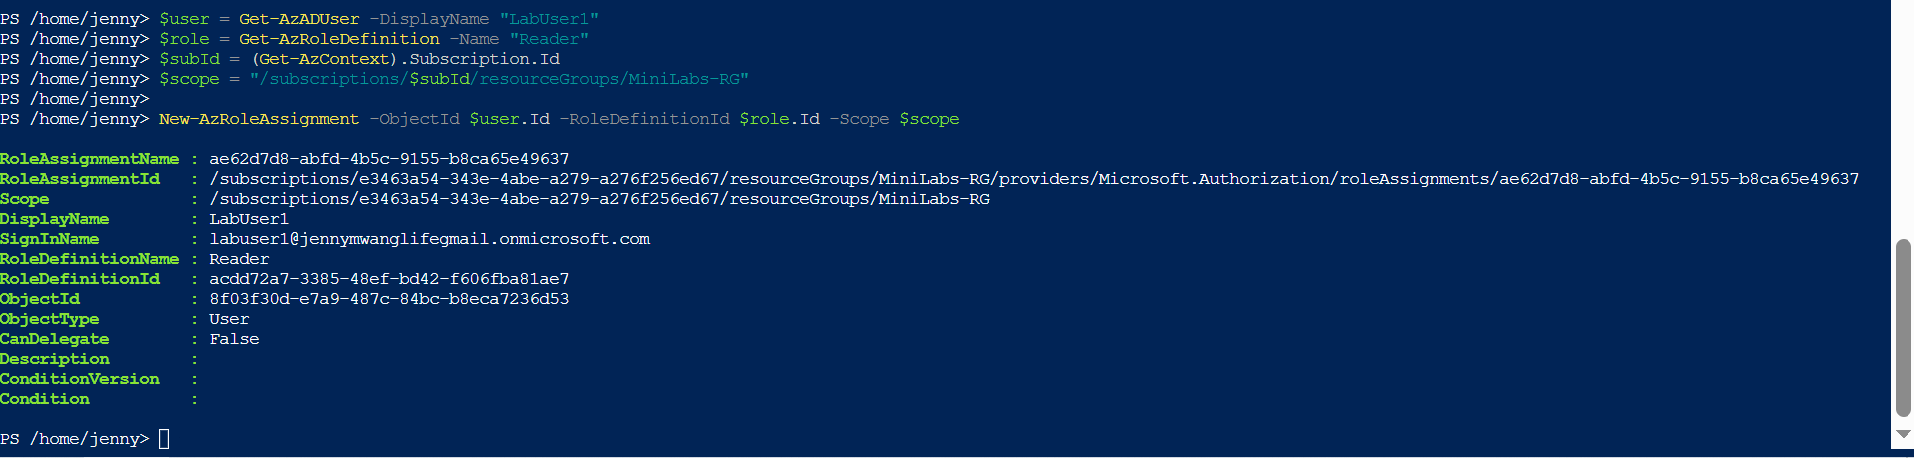 PS /home/jenny> $user = Get-AzADUser -DisplayName "LabUser1"
PS /home/jenny> $role = Get-AzRoleDefinition -Name "Reader"
PS /home/jenny> $subId = (Get-AzContext).Subscription.Id
PS /home/jenny> $scope = "/subscriptions/$subId/resourceGroups/MiniLabs-RG"
PS /home/jenny>
PS /home/jenny> New-AzRoleAssignment -ObjectId $user.Id -RoleDefinitionId $role.Id -Scope $scope
RoleAssignmentName : ae62d7d8-abfd-4b5c-9155-b8ca65e49637
RoleAssignmentId   : /subscriptions/e3463a54-343e-4abe-a279-a276f256ed67/resourceGroups/MiniLabs-RG/providers/Microsoft.Authorization/roleAssignments/ae62d7d8-abfd-4b5c-9155-b8ca65e49637
Scope              : /subscriptions/e3463a54-343e-4abe-a279-a276f256ed67/resourceGroups/MiniLabs-RG
DisplayName        : LabUser1
SignInName         : labuser1@jennymwanglifegmail.onmicrosoft.com
RoleDefinitionName : Reader
RoleDefinitionId   : acdd72a7-3385-48ef-bd42-f606fba81ae7
ObjectId           : 8f03f30d-e7a9-487c-84bc-b8eca7236d53
ObjectType         : User
CanDelegate        : False
Description        :
ConditionVersion   :
Condition          :
PS /home/jenny>